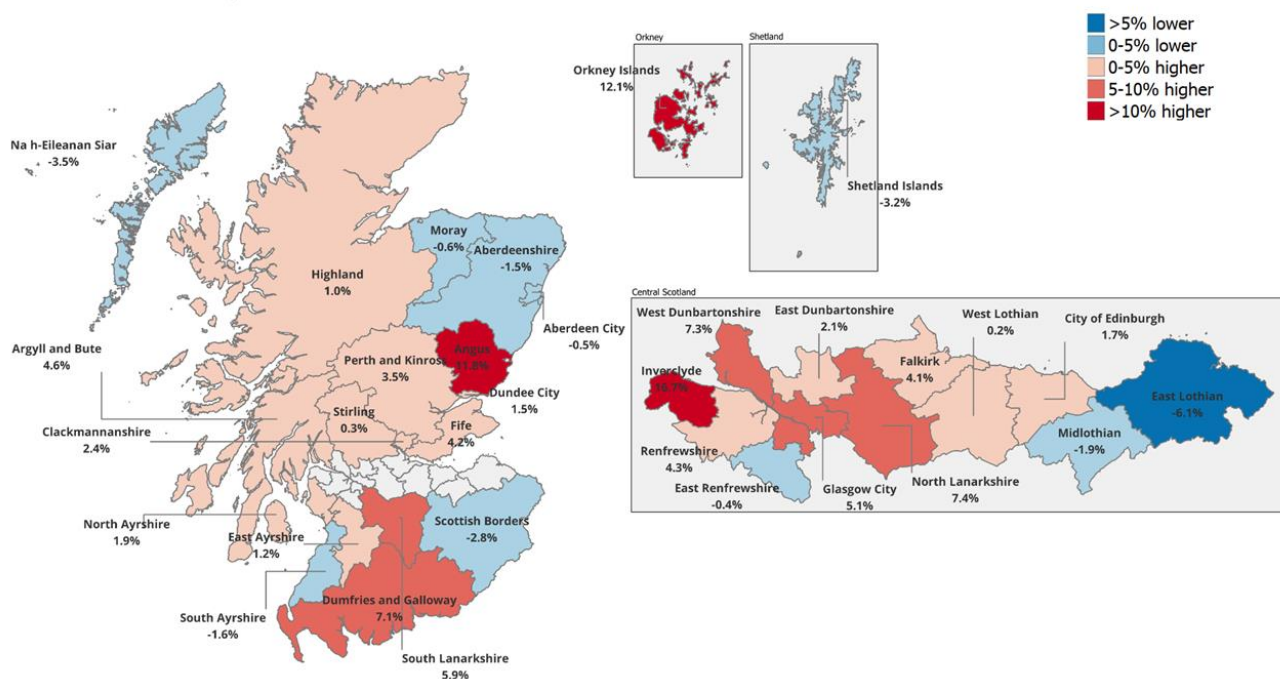 >5% lower
0-5% lower
0-5% higher
5-10% higher
>10% higher
Orkney
Shetland
Orkney Islands
12.1%
Shetland Islands
-3.2%
Na h-Eileanan Siar
-3.5%
Moray
-0.6%
Aberdeenshire
-1.5%
Highland
1.0%
Aberdeen City
-0.5%
Argyll and Bute
4.6%
Angus
11.8%
Perth and Kinross
3.5%
Dundee City
1.5%
Stirling
0.3%
Fife
4.2%
Clackmannanshire
2.4%
North Ayrshire
1.9%
East Ayrshire
1.2%
Scottish Borders
-2.8%
South Ayrshire
-1.6%
Dumfries and Galloway
7.1%
South Lanarkshire
5.9%
Central Scotland
West Dunbartonshire
7.3%
East Dunbartonshire
2.1%
West Lothian
0.2%
City of Edinburgh
1.7%
Inverclyde
16.7%
Falkirk
4.1%
East Lothian
-6.1%
Midlothian
-1.9%
Renfrewshire
4.3%
East Renfrewshire
-0.4%
Glasgow City
5.1%
North Lanarkshire
7.4%